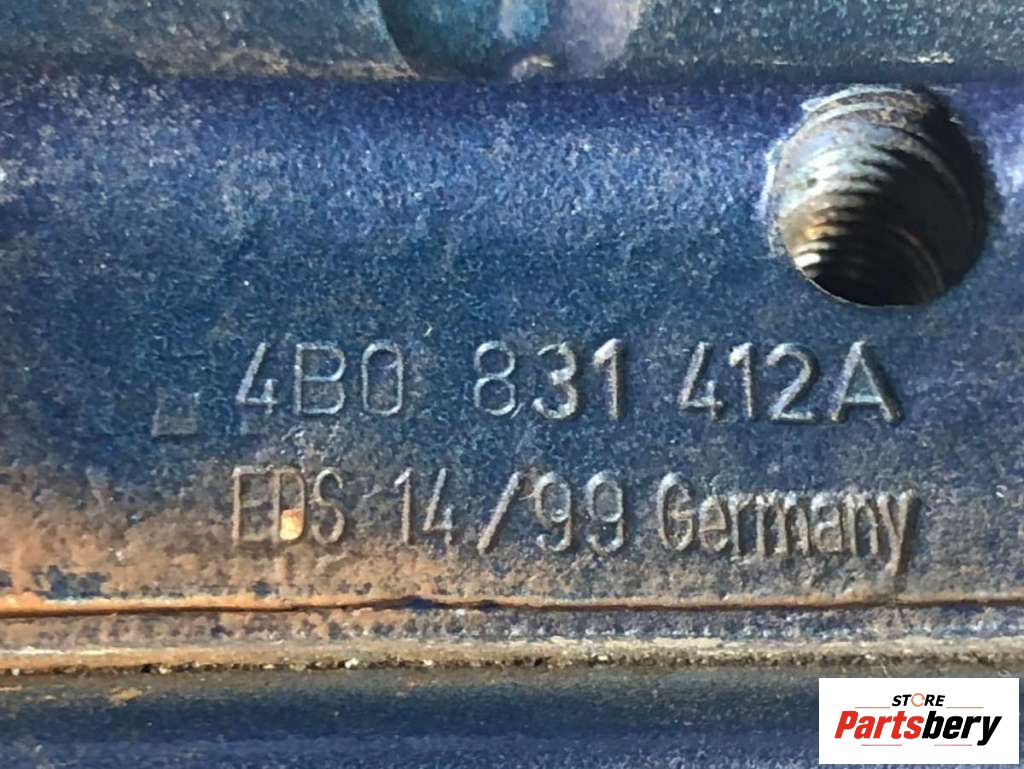 4B0 831 412A
EDS 14/99 Germany
STORE
Partsbery